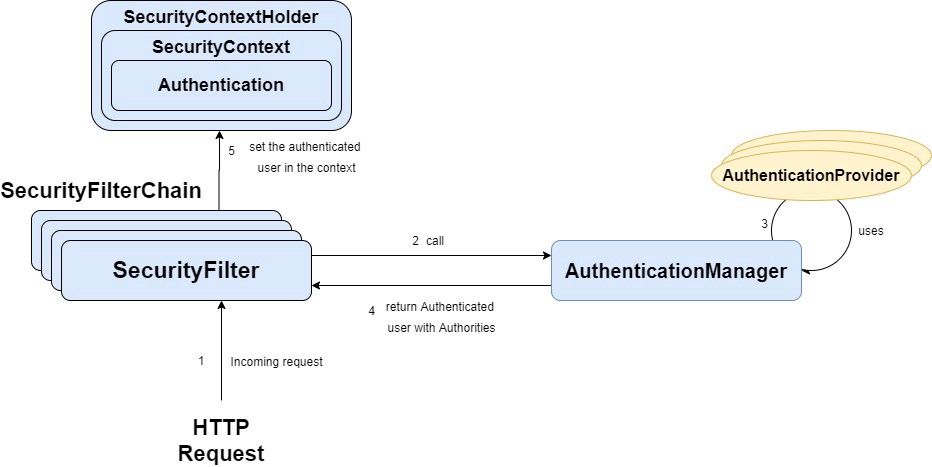 SecurityContextHolder
SecurityContext
Authentication
5 set the authenticated
user in the context
SecurityFilterChain
AuthenticationProvider
3
uses
2 call
SecurityFilter
AuthenticationManager
4 return Authenticated
user with Authorities
1 Incoming request
HTTP
Request